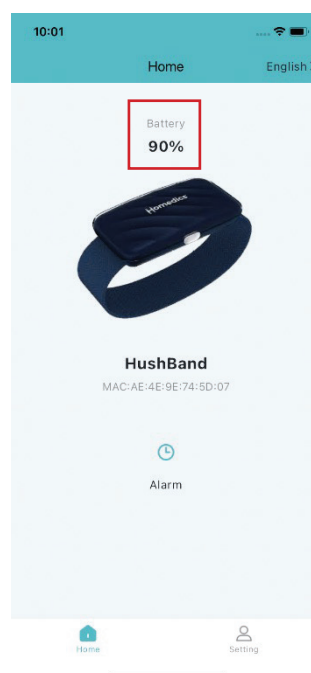 10:01
Home
English
Battery
90%
Homedics
HushBand
MAC:AE:4E:9E:74:5D:07
Alarm
Home
Setting